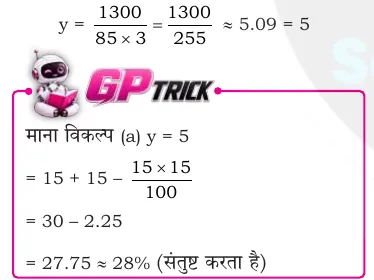 y = 1300/(85 × 3) = 1300/255 ≈ 5.09 = 5
GP TRICK
माना विकल्प (a) y = 5
= 15 + 15 – (15 × 15)/100
= 30 – 2.25
= 27.75 ≈ 28% (संतुष्ट करता है)